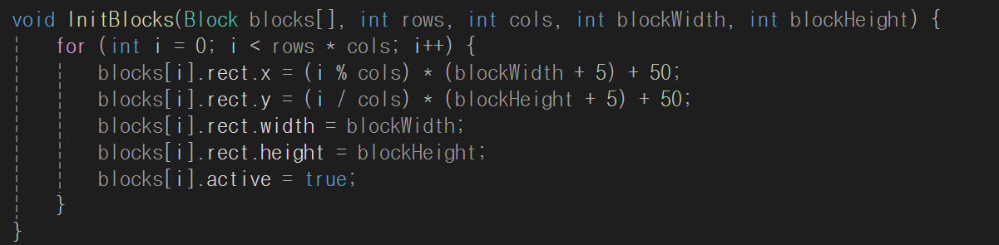 void InitBlocks(Block blocks[], int rows, int cols, int blockWidth, int blockHeight) {
    for (int i = 0; i < rows * cols; i++) {
        blocks[i].rect.x = (i % cols) * (blockWidth + 5) + 50;
        blocks[i].rect.y = (i / cols) * (blockHeight + 5) + 50;
        blocks[i].rect.width = blockWidth;
        blocks[i].rect.height = blockHeight;
        blocks[i].active = true;
    }
}